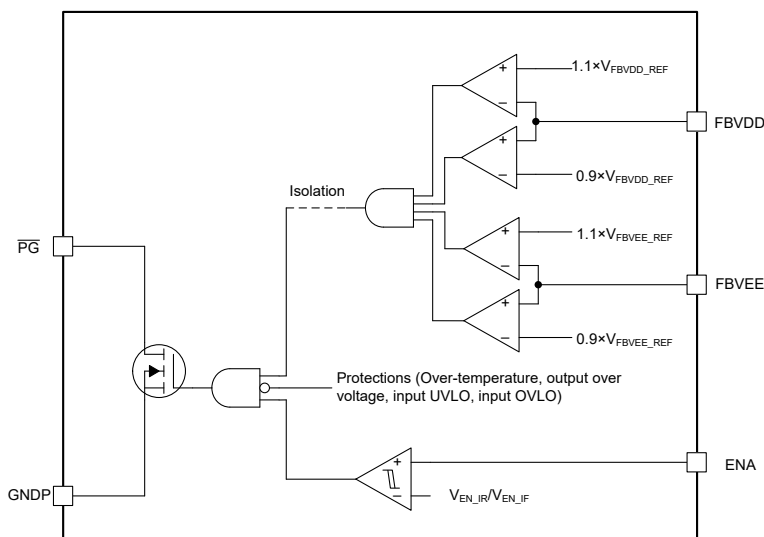 1.1×VFBVDD_REF
FBVDD
0.9×VFBVDD_REF
Isolation
1.1×VFBVEE_REF
PG
FBVEE
0.9×VFBVEE_REF
Protections (Over-temperature, output over
voltage, input UVLO, input OVLO)
ENA
GNDP
VEN_IR/VEN_IF
+
−
+
−
+
−
+
−
+
−